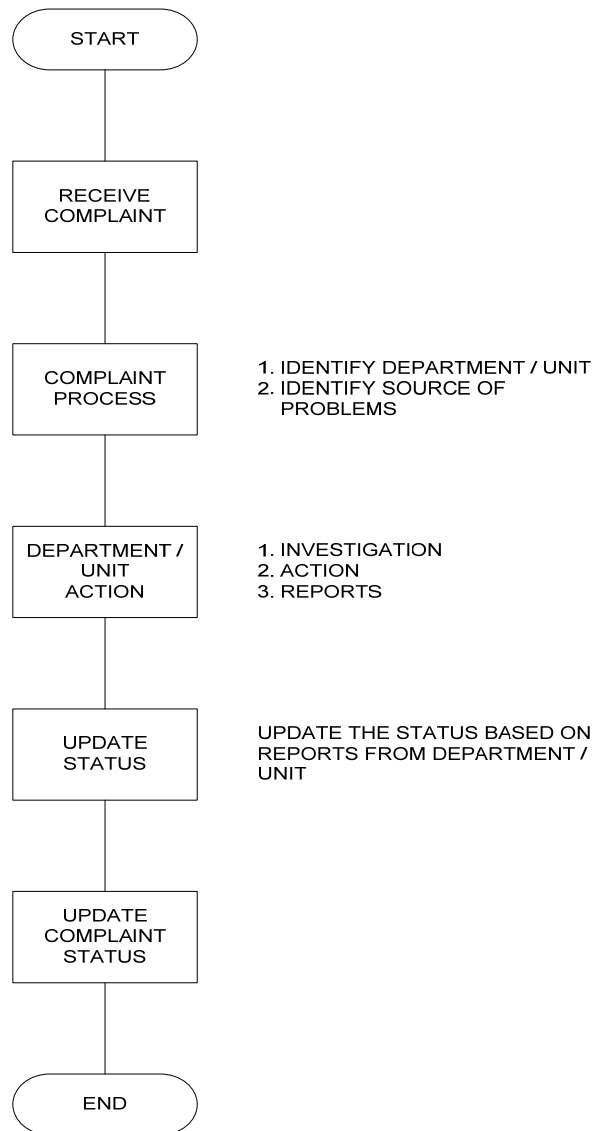 START
RECEIVE
COMPLAINT
COMPLAINT
PROCESS
1. IDENTIFY DEPARTMENT / UNIT
2. IDENTIFY SOURCE OF
PROBLEMS
DEPARTMENT /
UNIT
ACTION
1. INVESTIGATION
2. ACTION
3. REPORTS
UPDATE
STATUS
UPDATE THE STATUS BASED ON
REPORTS FROM DEPARTMENT /
UNIT
UPDATE
COMPLAINT
STATUS
END